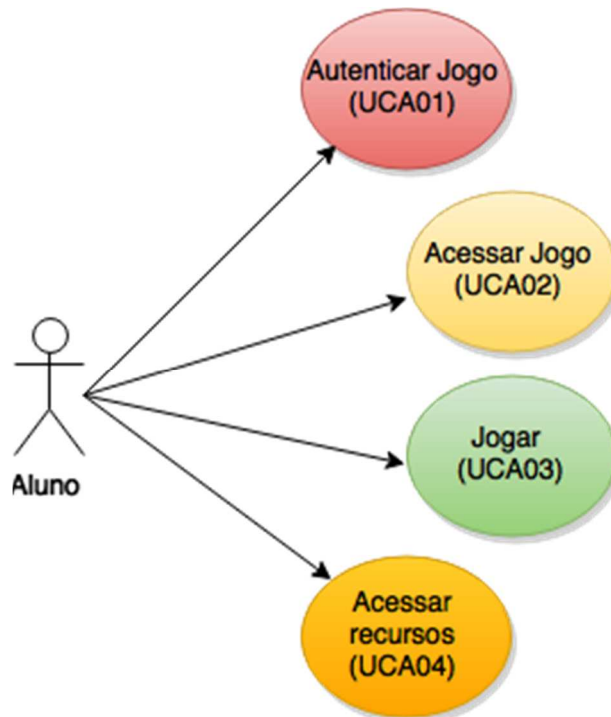 Autenticar Jogo
(UCA01)
Acessar Jogo
(UCA02)
Aluno
Jogar
(UCA03)
Acessar
recursos
(UCA04)